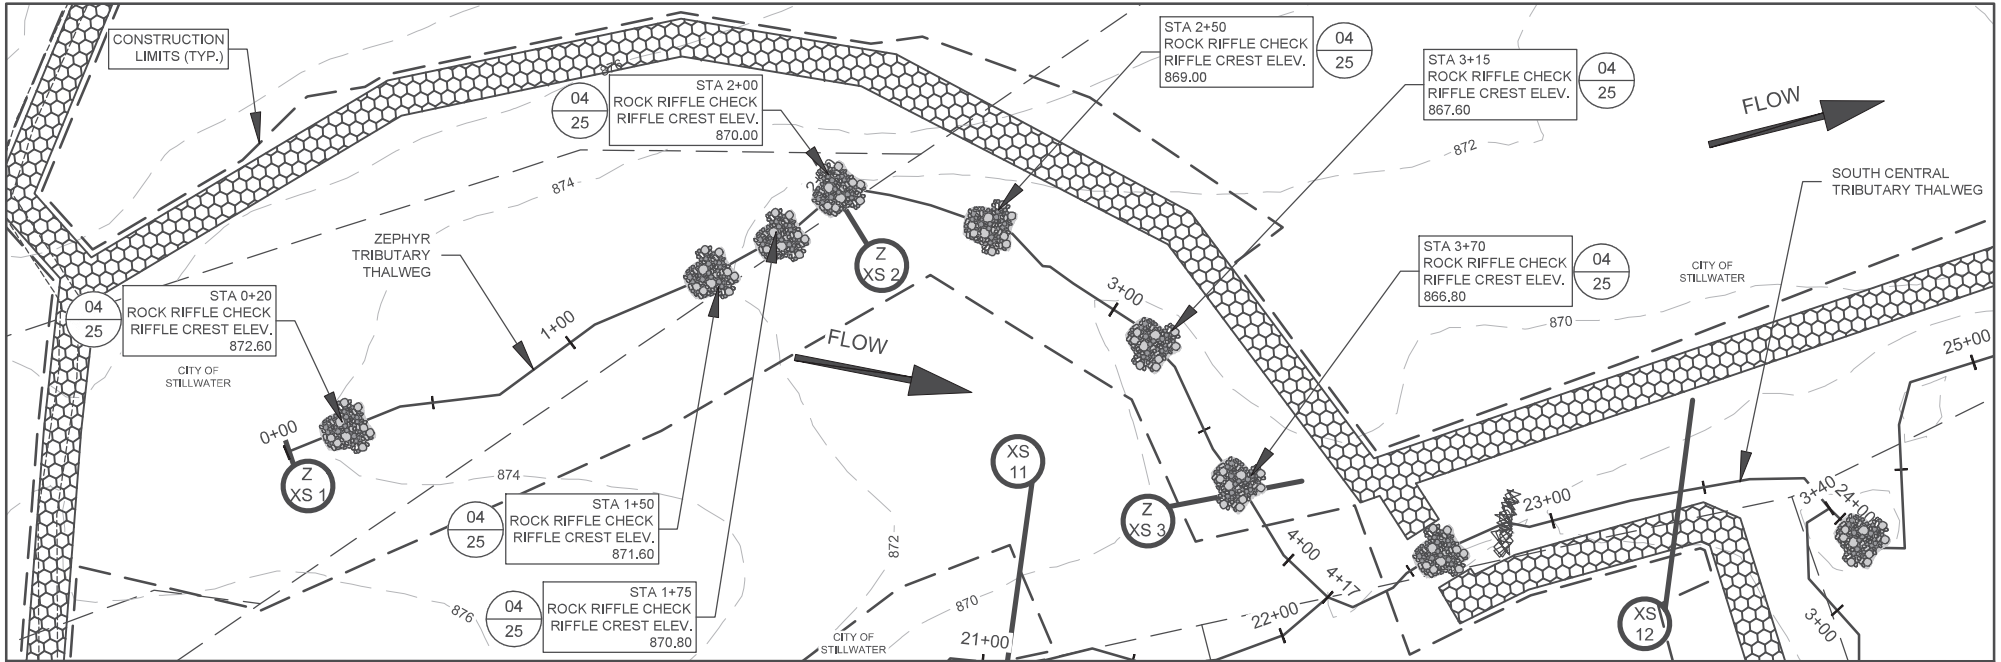 CONSTRUCTION
LIMITS (TYP.)
876
04
25
STA 2+00
ROCK RIFFLE CHECK
RIFFLE CREST ELEV.
870.00
STA 2+50
ROCK RIFFLE CHECK
RIFFLE CREST ELEV.
869.00
04
25
STA 3+15
ROCK RIFFLE CHECK
RIFFLE CREST ELEV.
867.60
04
25
FLOW
872
874
SOUTH CENTRAL
TRIBUTARY THALWEG
ZEPHYR
TRIBUTARY
THALWEG
Z
XS 2
STA 3+70
ROCK RIFFLE CHECK
RIFFLE CREST ELEV.
866.80
04
25
CITY OF
STILLWATER
04
25
STA 0+20
ROCK RIFFLE CHECK
RIFFLE CREST ELEV.
872.60
CITY OF
STILLWATER
1+00
3+00
870
FLOW
25+00
0+00
Z
XS 1
874
XS
11
04
25
STA 1+50
ROCK RIFFLE CHECK
RIFFLE CREST ELEV.
871.60
872
Z
XS 3
23+00
3+40
24+00
4+00
4+17
04
25
STA 1+75
ROCK RIFFLE CHECK
RIFFLE CREST ELEV.
870.80
876
870
CITY OF
STILLWATER
21+00
22+00
XS
12
3+00